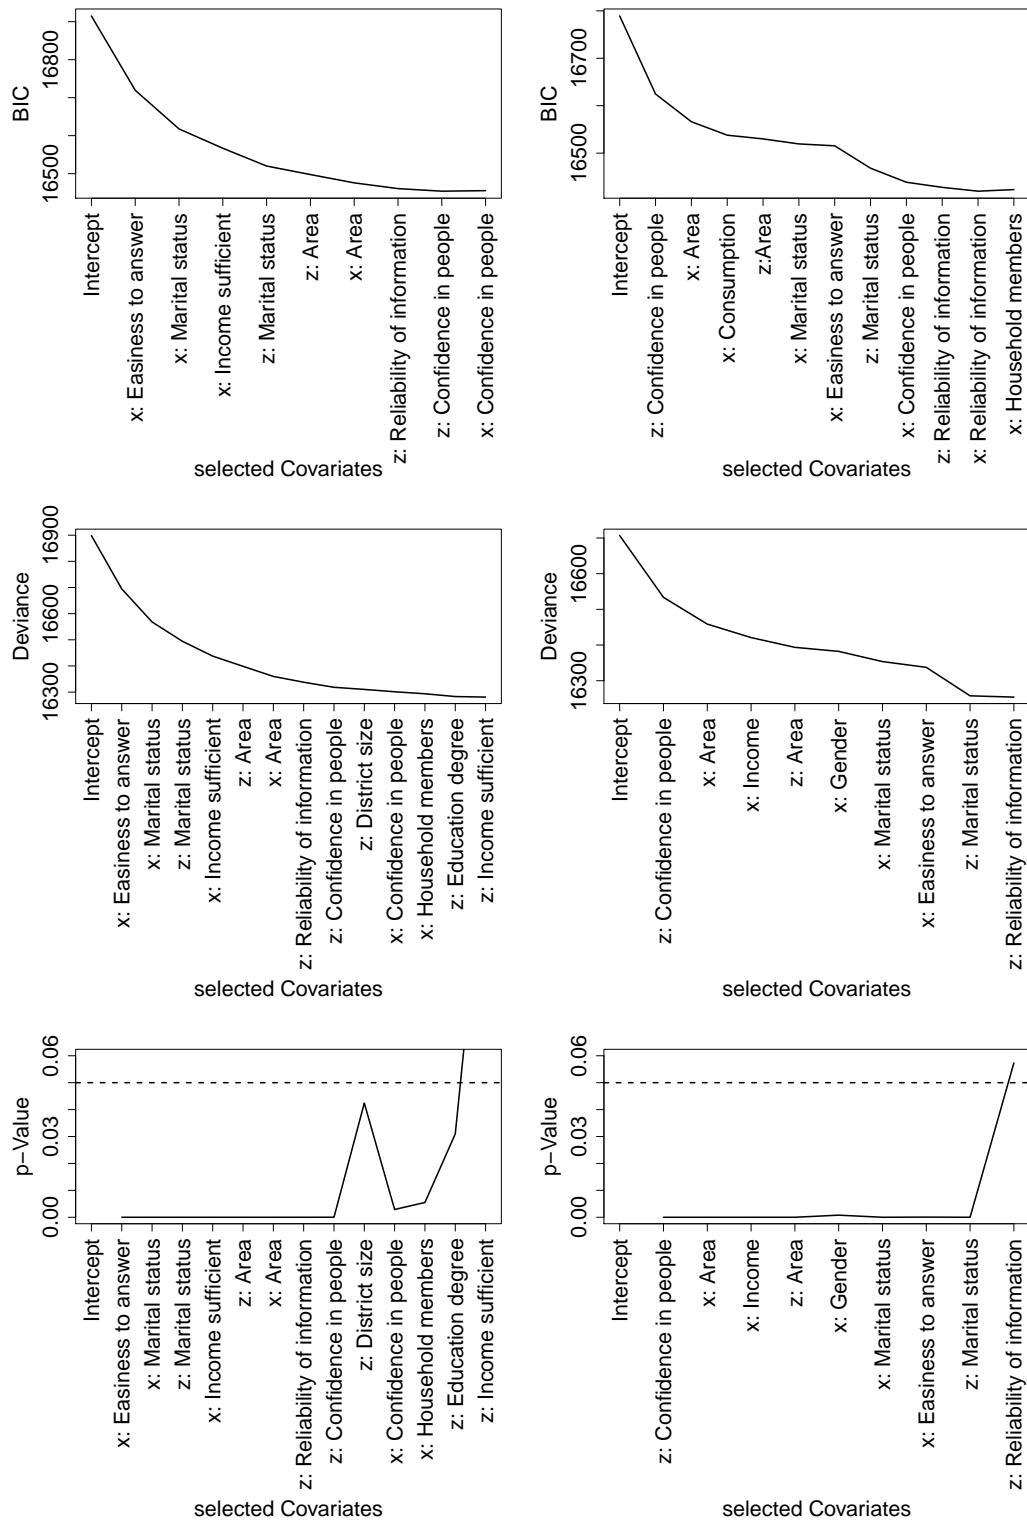 BIC
16800
16500
Intercept
x: Easiness to answer
x: Marital status
x: Income sufficient
z: Marital status
z: Area
x: Area
z: Reliability of information
z: Confidence in people
x: Confidence in people
selected Covariates
BIC
16700
16500
Intercept
z: Confidence in people
x: Area
x: Consumption
z:Area
x: Marital status
x: Easiness to answer
z: Marital status
x: Confidence in people
z: Reliability of information
x: Reliability of information
x: Household members
selected Covariates
Deviance
16900
16600
16300
Intercept
x: Easiness to answer
x: Marital status
z: Marital status
x: Income sufficient
z: Area
x: Area
z: Reliability of information
z: Confidence in people
z: District size
x: Confidence in people
x: Household members
z: Education degree
z: Income sufficient
selected Covariates
Deviance
16600
16300
Intercept
z: Confidence in people
x: Area
x: Income
z: Area
x: Gender
x: Marital status
x: Easiness to answer
z: Marital status
z: Reliability of information
selected Covariates
p−Value
0.06
0.03
0.00
Intercept
x: Easiness to answer
x: Marital status
z: Marital status
x: Income sufficient
z: Area
x: Area
z: Reliability of information
z: Confidence in people
z: District size
x: Confidence in people
x: Household members
z: Education degree
z: Income sufficient
selected Covariates
p−Value
0.06
0.03
0.00
Intercept
z: Confidence in people
x: Area
x: Income
z: Area
x: Gender
x: Marital status
x: Easiness to answer
z: Marital status
z: Reliability of information
selected Covariates